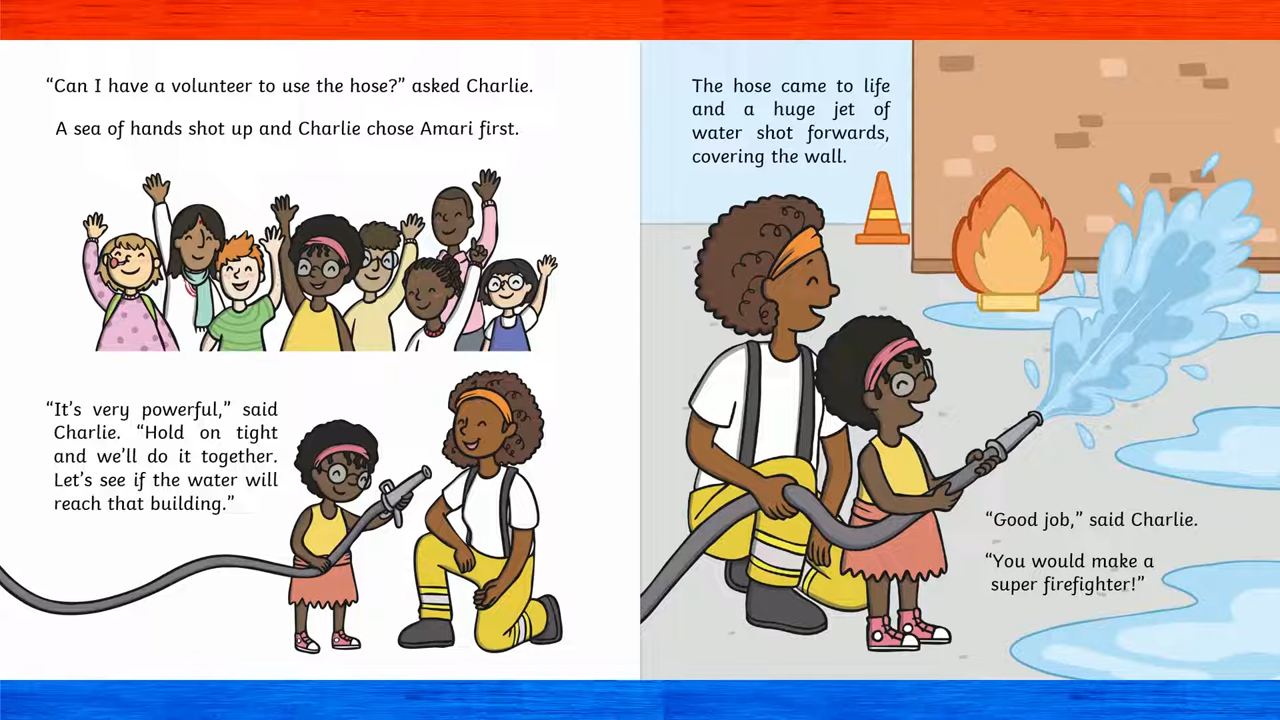 “Can I have a volunteer to use the hose?” asked Charlie.
A sea of hands shot up and Charlie chose Amari first.
“It’s very powerful,” said
Charlie. “Hold on tight
and we’ll do it together.
Let’s see if the water will
reach that building.”
The hose came to life
and a huge jet of
water shot forwards,
covering the wall.
“Good job,” said Charlie.
“You would make a
super firefighter!”